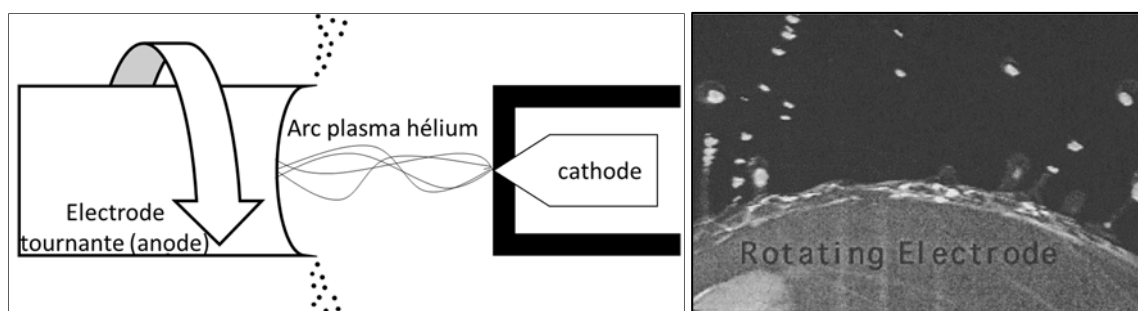 Arc plasma hélium
cathode
Electrode
tournante (anode)
Rotating Electrode